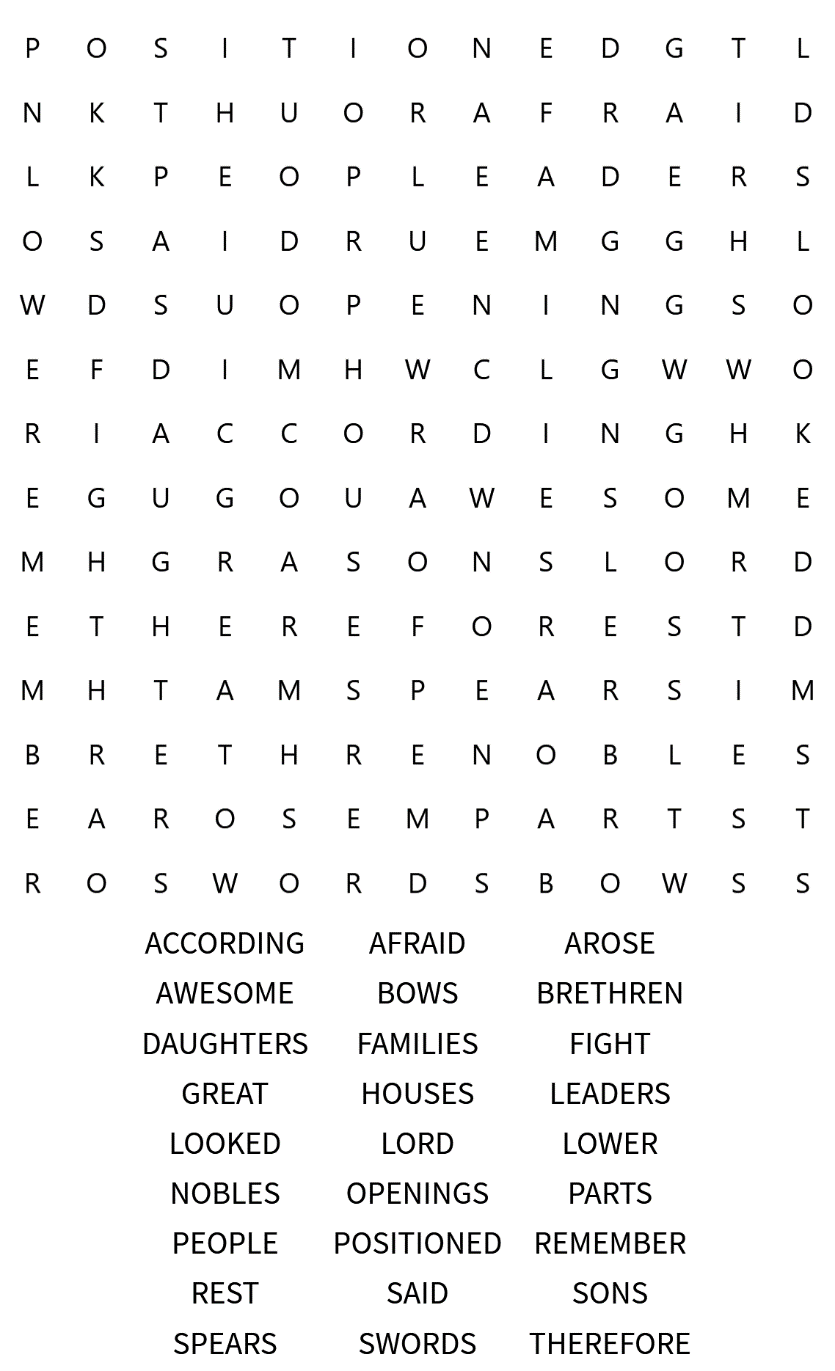 P O S I T I O N E D G T L
N K T H U O R A F R A I D
L K P E O P L E A D E R S
O S A I D R U E M G G H L
W D S U O P E N I N G S O
E F D I M H W C L G W W O
R I A C C O R D I N G H K
E G U G O U A W E S O M E
M H G R A S O N S L O R D
E T H E R E F O R E S T D
M H T A M S P E A R S I M
B R E T H R E N O B L E S
E A R O S E M P A R T S T
R O S W O R D S B O W S S
ACCORDING AFRAID AROSE
AWESOME BOWS BRETHREN
DAUGHTERS FAMILIES FIGHT
GREAT HOUSES LEADERS
LOOKED LORD LOWER
NOBLES OPENINGS PARTS
PEOPLE POSITIONED REMEMBER
REST SAID SONS
SPEARS SWORDS THEREFORE